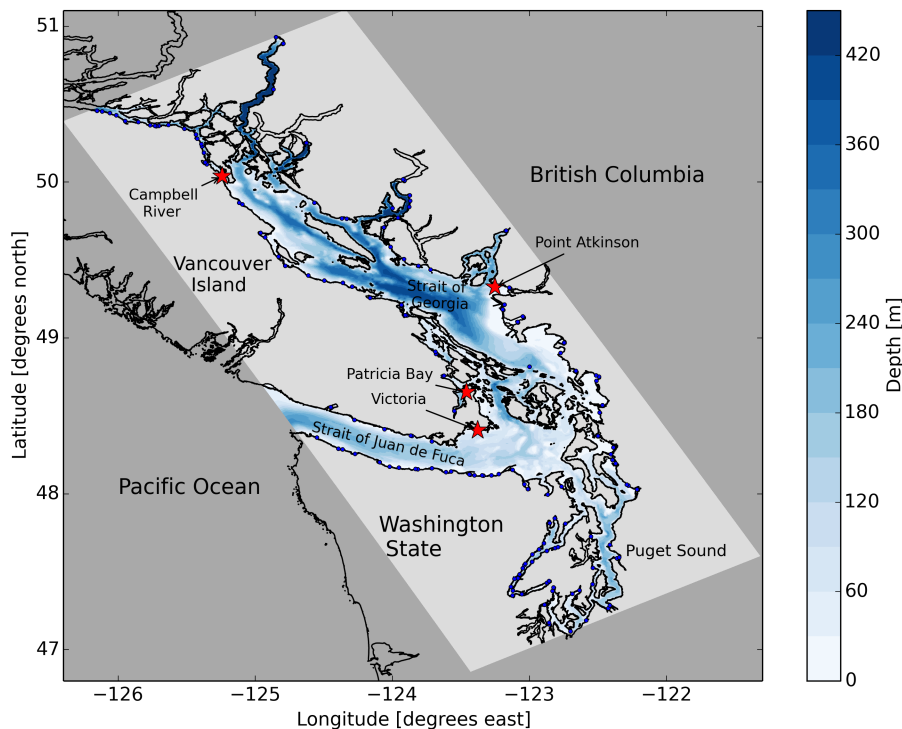 51
50
49
48
47
Latitude [degrees north]
−126
−125
−124
−123
−122
Longitude [degrees east]
British Columbia
Campbell
River
Point Atkinson
Vancouver
Island
Strait of
Georgia
Patricia Bay
Victoria
Strait of Juan de Fuca
Pacific Ocean
Washington
State
Puget Sound
420
360
300
240
180
120
60
0
Depth [m]